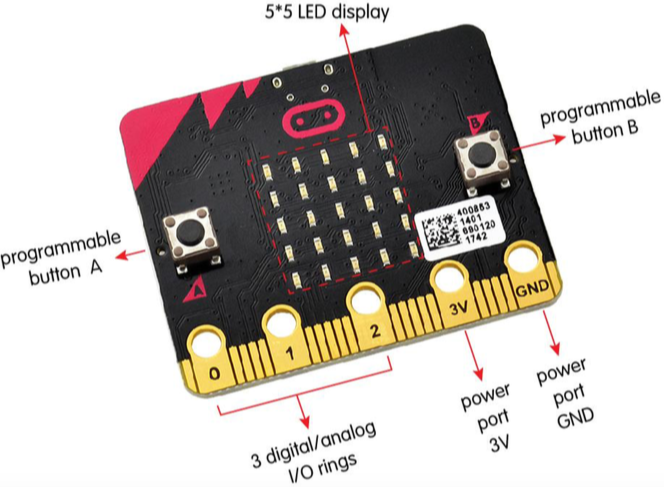 5*5 LED display
programmable
button B
B
400863
1401
690120
1742
programmable
button A
A
0
1
2
3V
GND
3 digital/analog
I/O rings
power
port
3V
power
port
GND